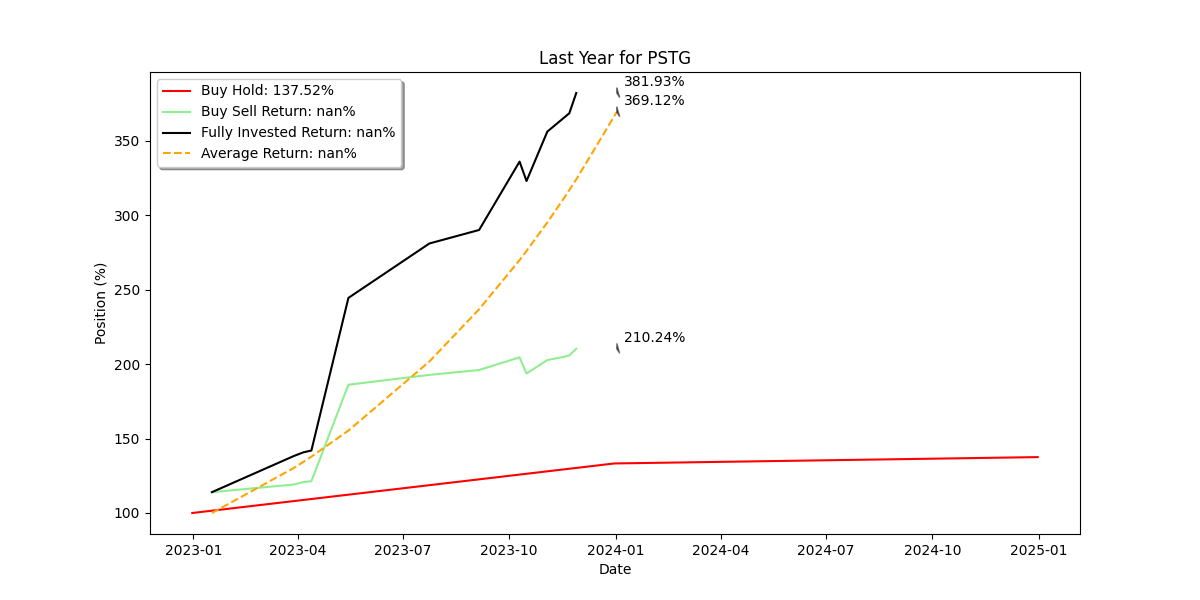 Last Year for PSTG
Buy Hold: 137.52%
Buy Sell Return: nan%
Fully Invested Return: nan%
Average Return: nan%
381.93%
369.12%
210.24%
Position (%)
350
300
250
200
150
100
2023-01 2023-04 2023-07 2023-10 2024-01 2024-04 2024-07 2024-10 2025-01
Date